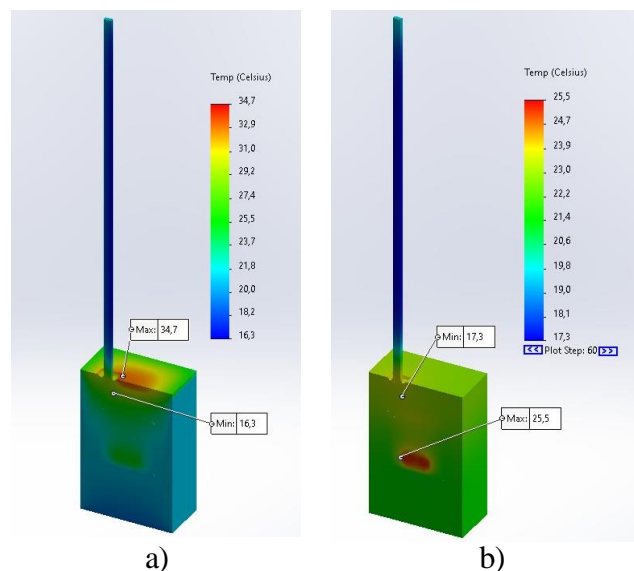 Temp (Celsius)
34,7
32,9
31,0
29,2
27,4
25,5
23,7
21,8
20,0
18,2
16,3
Max: 34,7
Min: 16,3
a)
Temp (Celsius)
25,5
24,7
23,9
23,0
22,2
21,4
20,6
19,8
19,0
18,1
17,3
<< Plot Step: 60 >>
Min: 17,3
Max: 25,5
b)